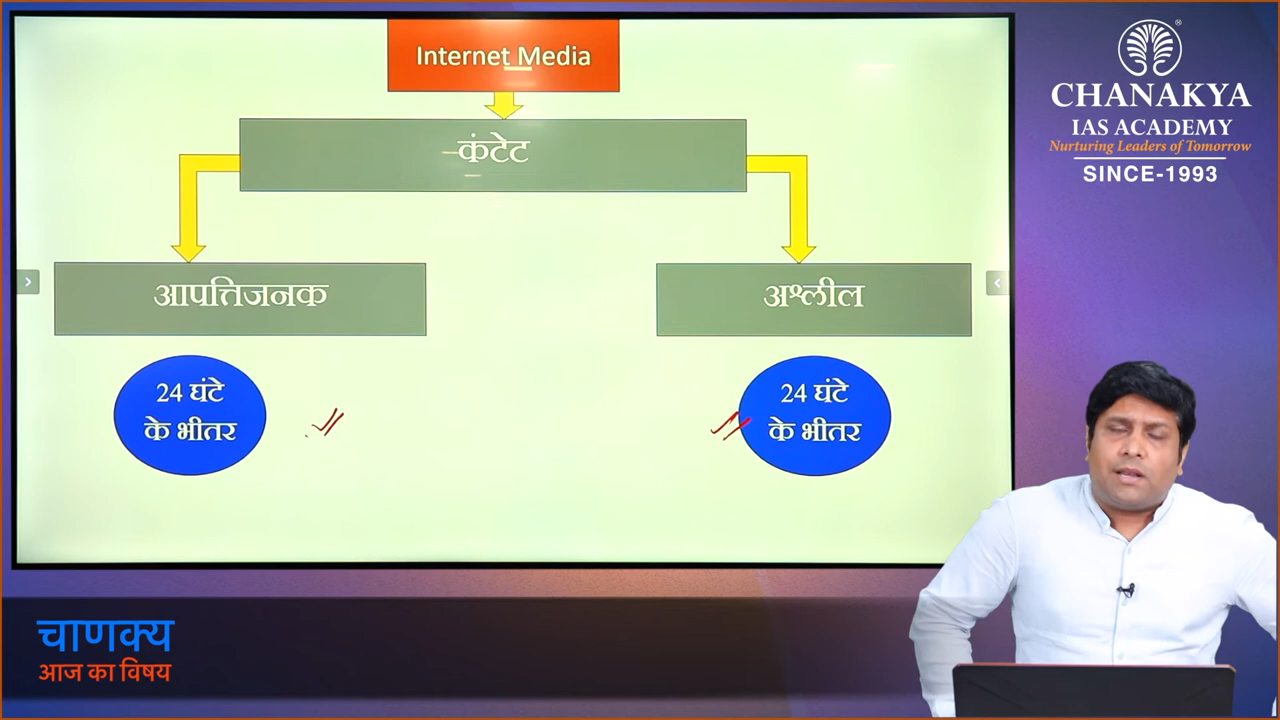 Internet Media
कंटेट
आपत्तिजनक
अश्लील
24 घंटे
के भीतर
24 घंटे
के भीतर
CHANAKYA
IAS ACADEMY
Nurturing Leaders of Tomorrow
SINCE-1993
चाणक्य
आज का विषय